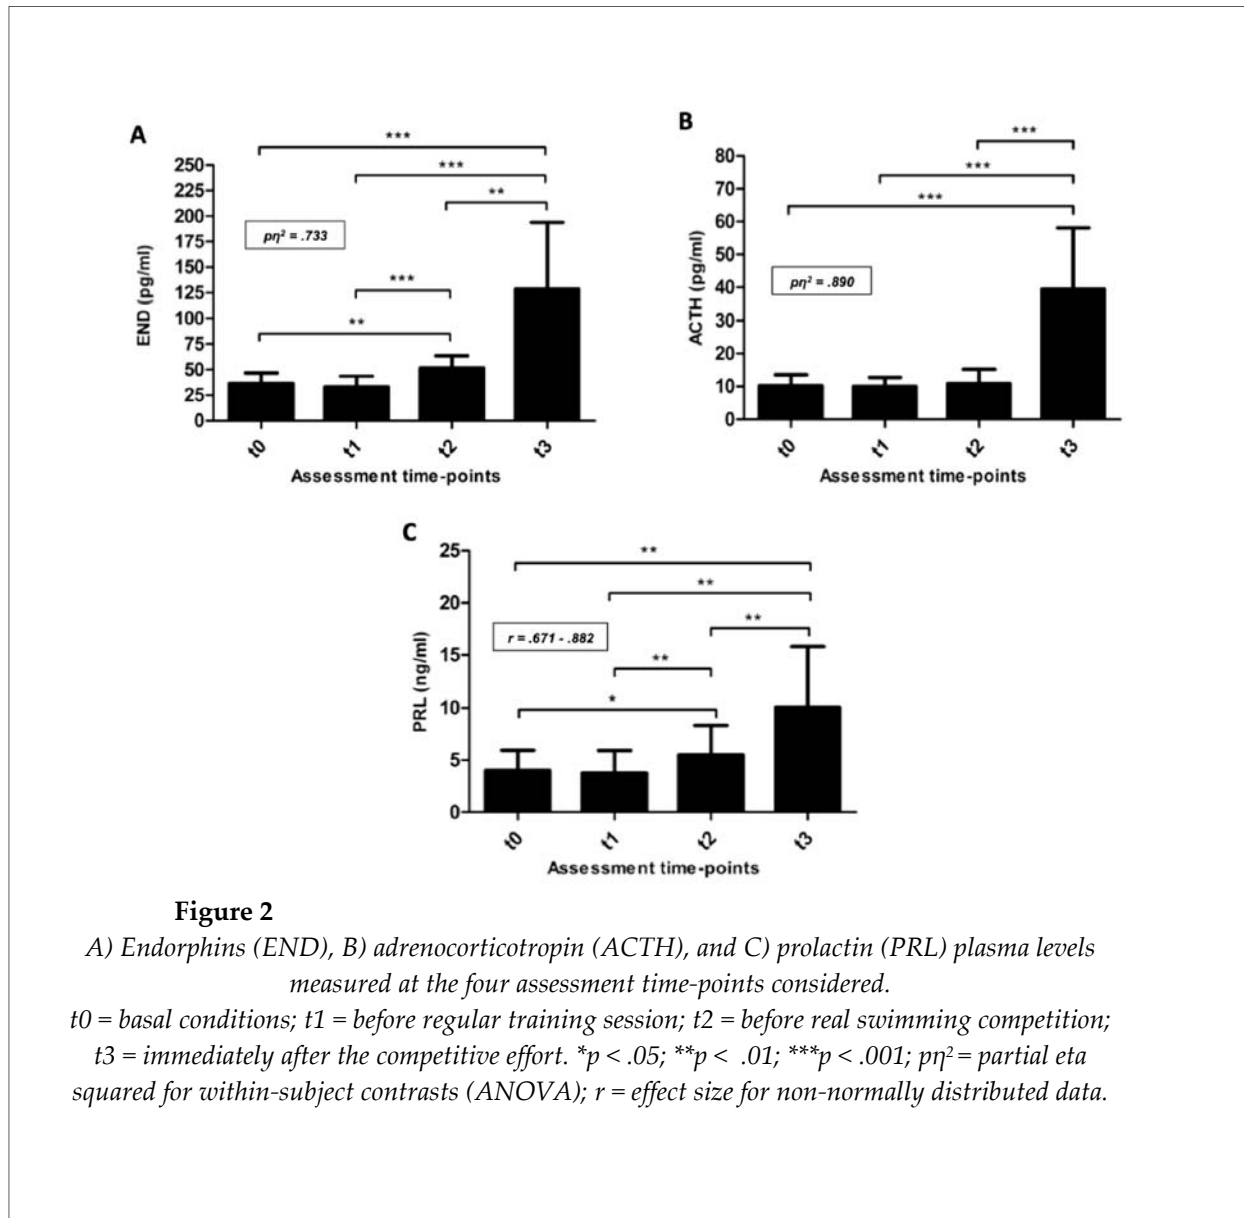 A
***
***
**
***
**
pη² = .733
END (pg/ml)
250
225
200
175
150
125
100
75
50
25
0
t0 t1 t2 t3
Assessment time-points
B
***
***
***
pη² = .890
ACTH (pg/ml)
80
70
60
50
40
30
20
10
0
t0 t1 t2 t3
Assessment time-points
C
**
**
**
**
*
r = .671 - .882
PRL (ng/ml)
25
20
15
10
5
0
t0 t1 t2 t3
Assessment time-points
Figure 2
A) Endorphins (END), B) adrenocorticotropin (ACTH), and C) prolactin (PRL) plasma levels
measured at the four assessment time-points considered.
t0 = basal conditions; t1 = before regular training session; t2 = before real swimming competition;
t3 = immediately after the competitive effort. *p < .05; **p < .01; ***p < .001; pη² = partial eta
squared for within-subject contrasts (ANOVA); r = effect size for non-normally distributed data.